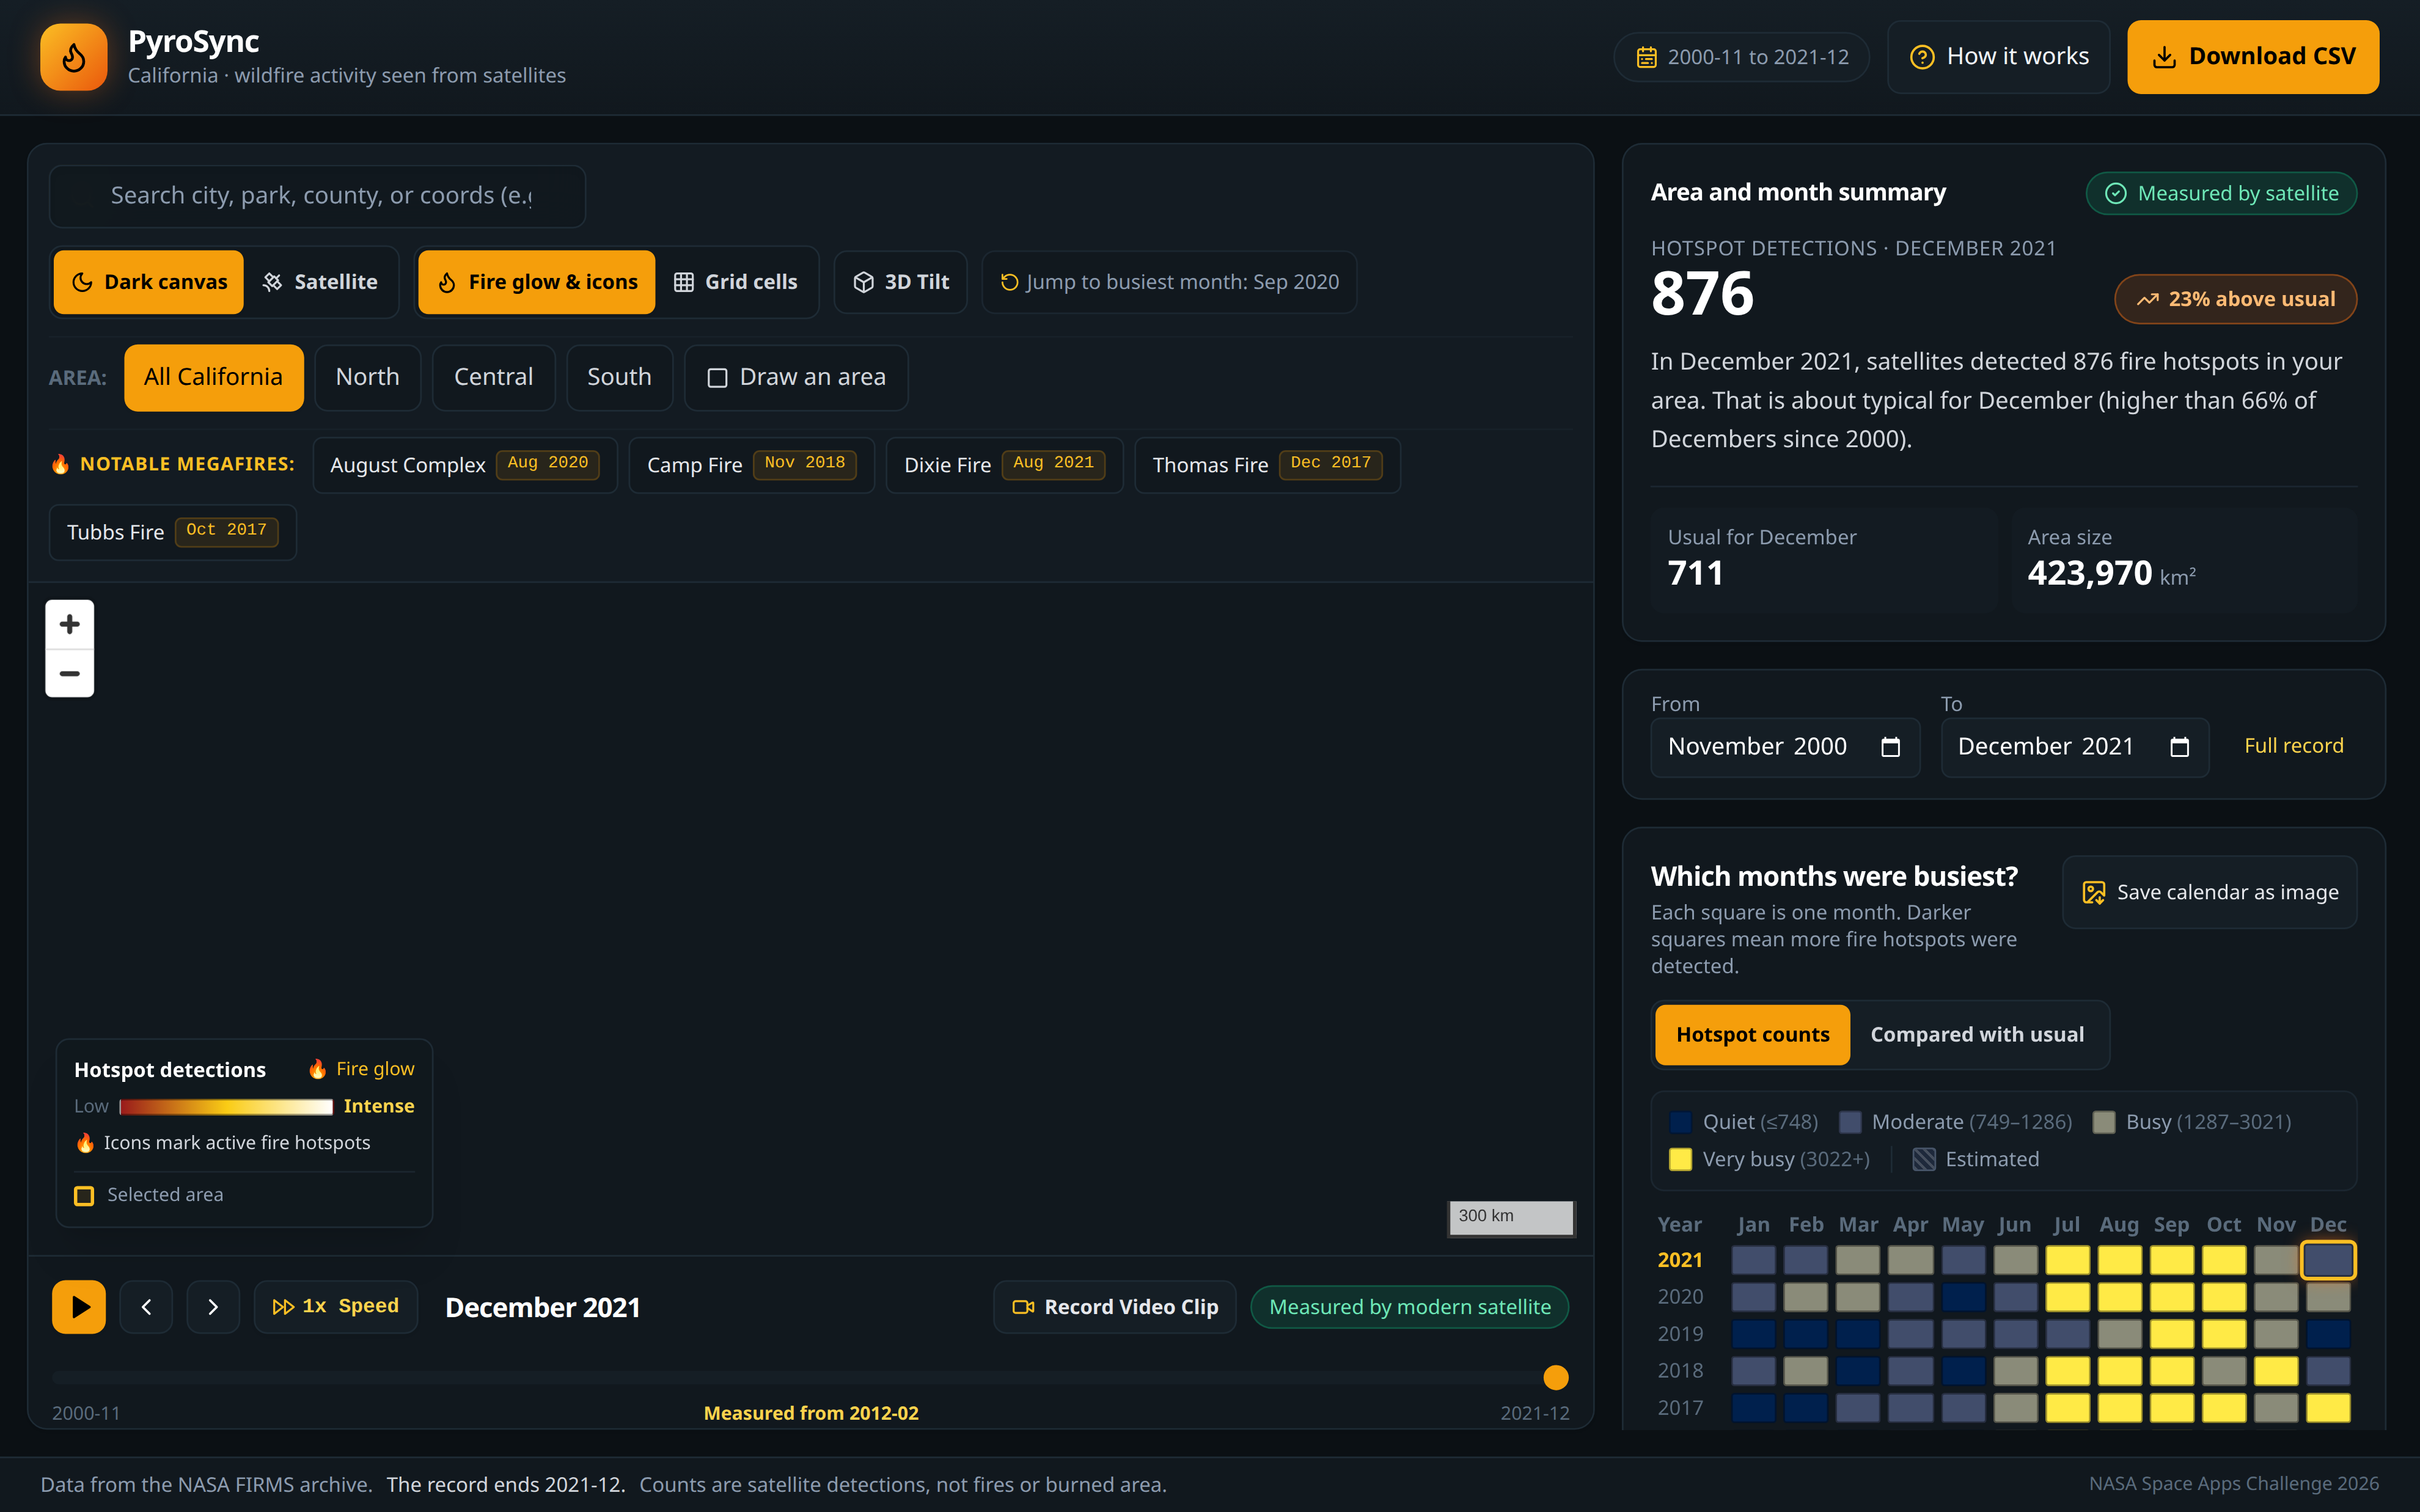 PyroSync
California · wildfire activity seen from satellites
2000-11 to 2021-12
How it works
Download CSV
Search city, park, county, or coords (e.g
Dark canvas
Satellite
Fire glow & icons
Grid cells
3D Tilt
Jump to busiest month: Sep 2020
AREA:
All California
North
Central
South
Draw an area
🔥 NOTABLE MEGAFIRES:
August Complex Aug 2020
Camp Fire Nov 2018
Dixie Fire Aug 2021
Thomas Fire Dec 2017
Tubbs Fire Oct 2017
+
−
Hotspot detections
🔥 Fire glow
Low
Intense
🔥 Icons mark active fire hotspots
Selected area
300 km
1x Speed
December 2021
Record Video Clip
Measured by modern satellite
2000-11
Measured from 2012-02
2021-12
Area and month summary
Measured by satellite
HOTSPOT DETECTIONS · DECEMBER 2021
876
23% above usual
In December 2021, satellites detected 876 fire hotspots in your
area. That is about typical for December (higher than 66% of
Decembers since 2000).
Usual for December
711
Area size
423,970 km²
From
November 2000
To
December 2021
Full record
Which months were busiest?
Each square is one month. Darker
squares mean more fire hotspots were
detected.
Save calendar as image
Hotspot counts
Compared with usual
Quiet (≤748)
Moderate (749–1286)
Busy (1287–3021)
Very busy (3022+)
Estimated
Year Jan Feb Mar Apr May Jun Jul Aug Sep Oct Nov Dec
2021
2020
2019
2018
2017
Data from the NASA FIRMS archive. The record ends 2021-12. Counts are satellite detections, not fires or burned area.
NASA Space Apps Challenge 2026